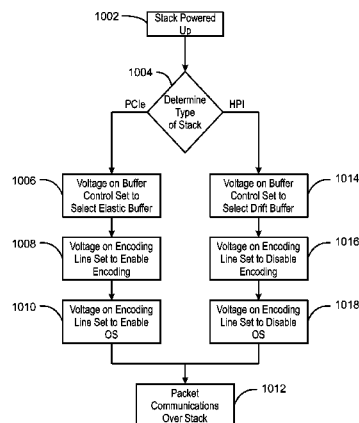 1002
Stack Powered
Up
1004
Determine
Type
of Stack
PCIe
HPI
1006
Voltage on Buffer
Control Set to
Select Elastic Buffer
1014
Voltage on Buffer
Control Set to
Select Drift Buffer
1008
Voltage on Encoding
Line Set to Enable
Encoding
1016
Voltage on Encoding
Line Set to Disable
Encoding
1010
Voltage on Encoding
Line Set to Enable
OS
1018
Voltage on Encoding
Line Set to Disable
OS
1012
Packet
Communications
Over Stack